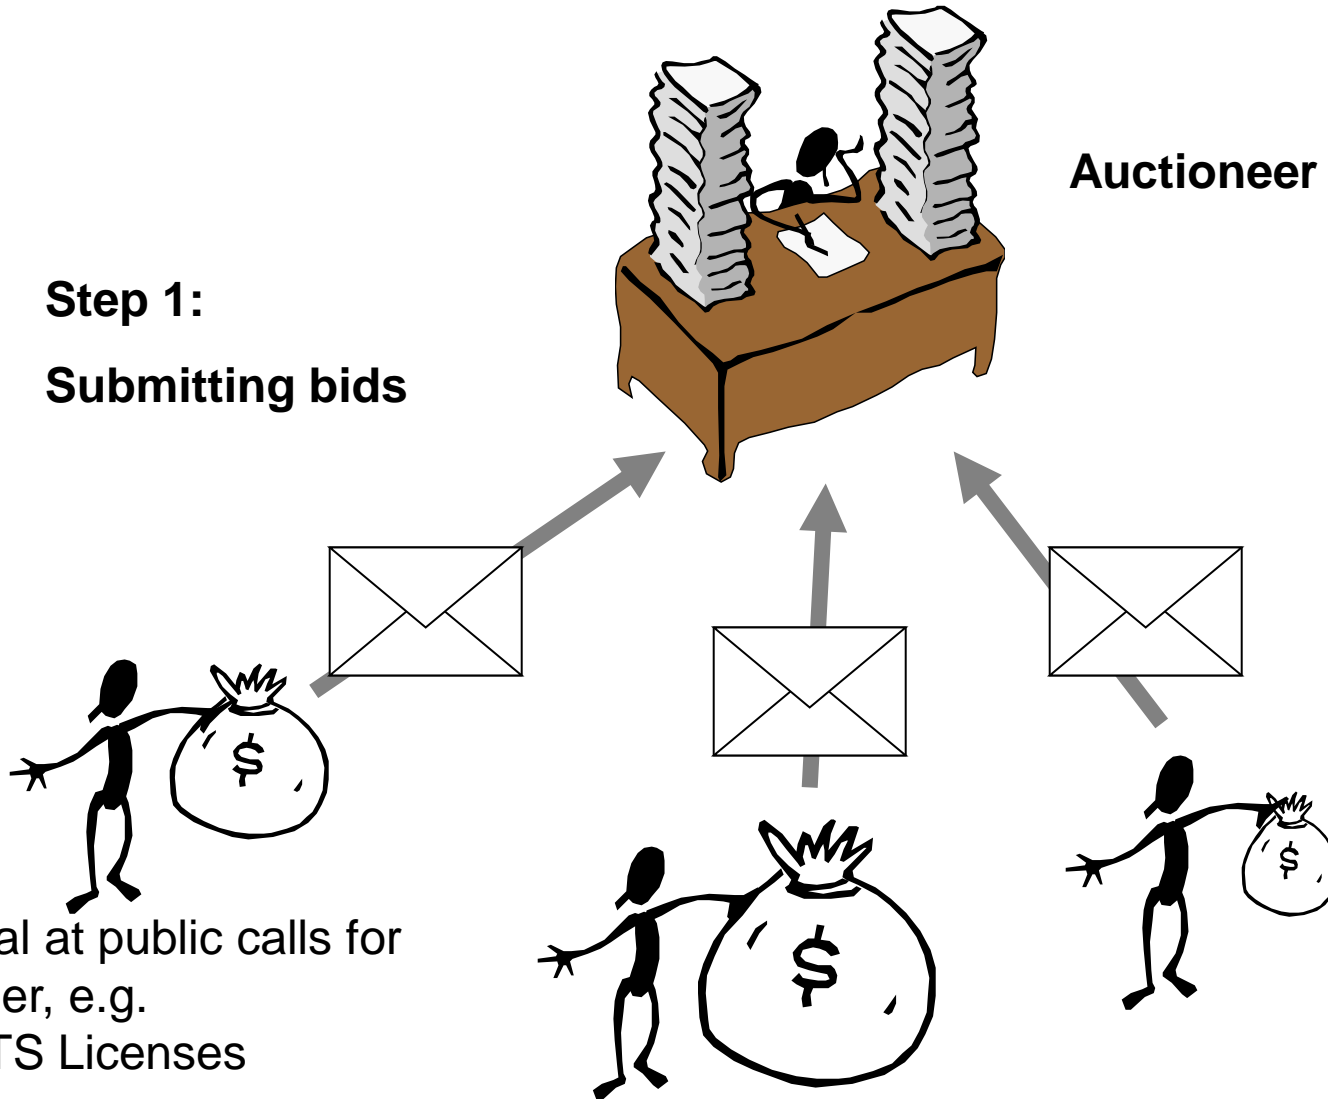 Auctioneer
Step 1:
Submitting bids
$
$
$
al at public calls for
er, e.g.
TS Licenses